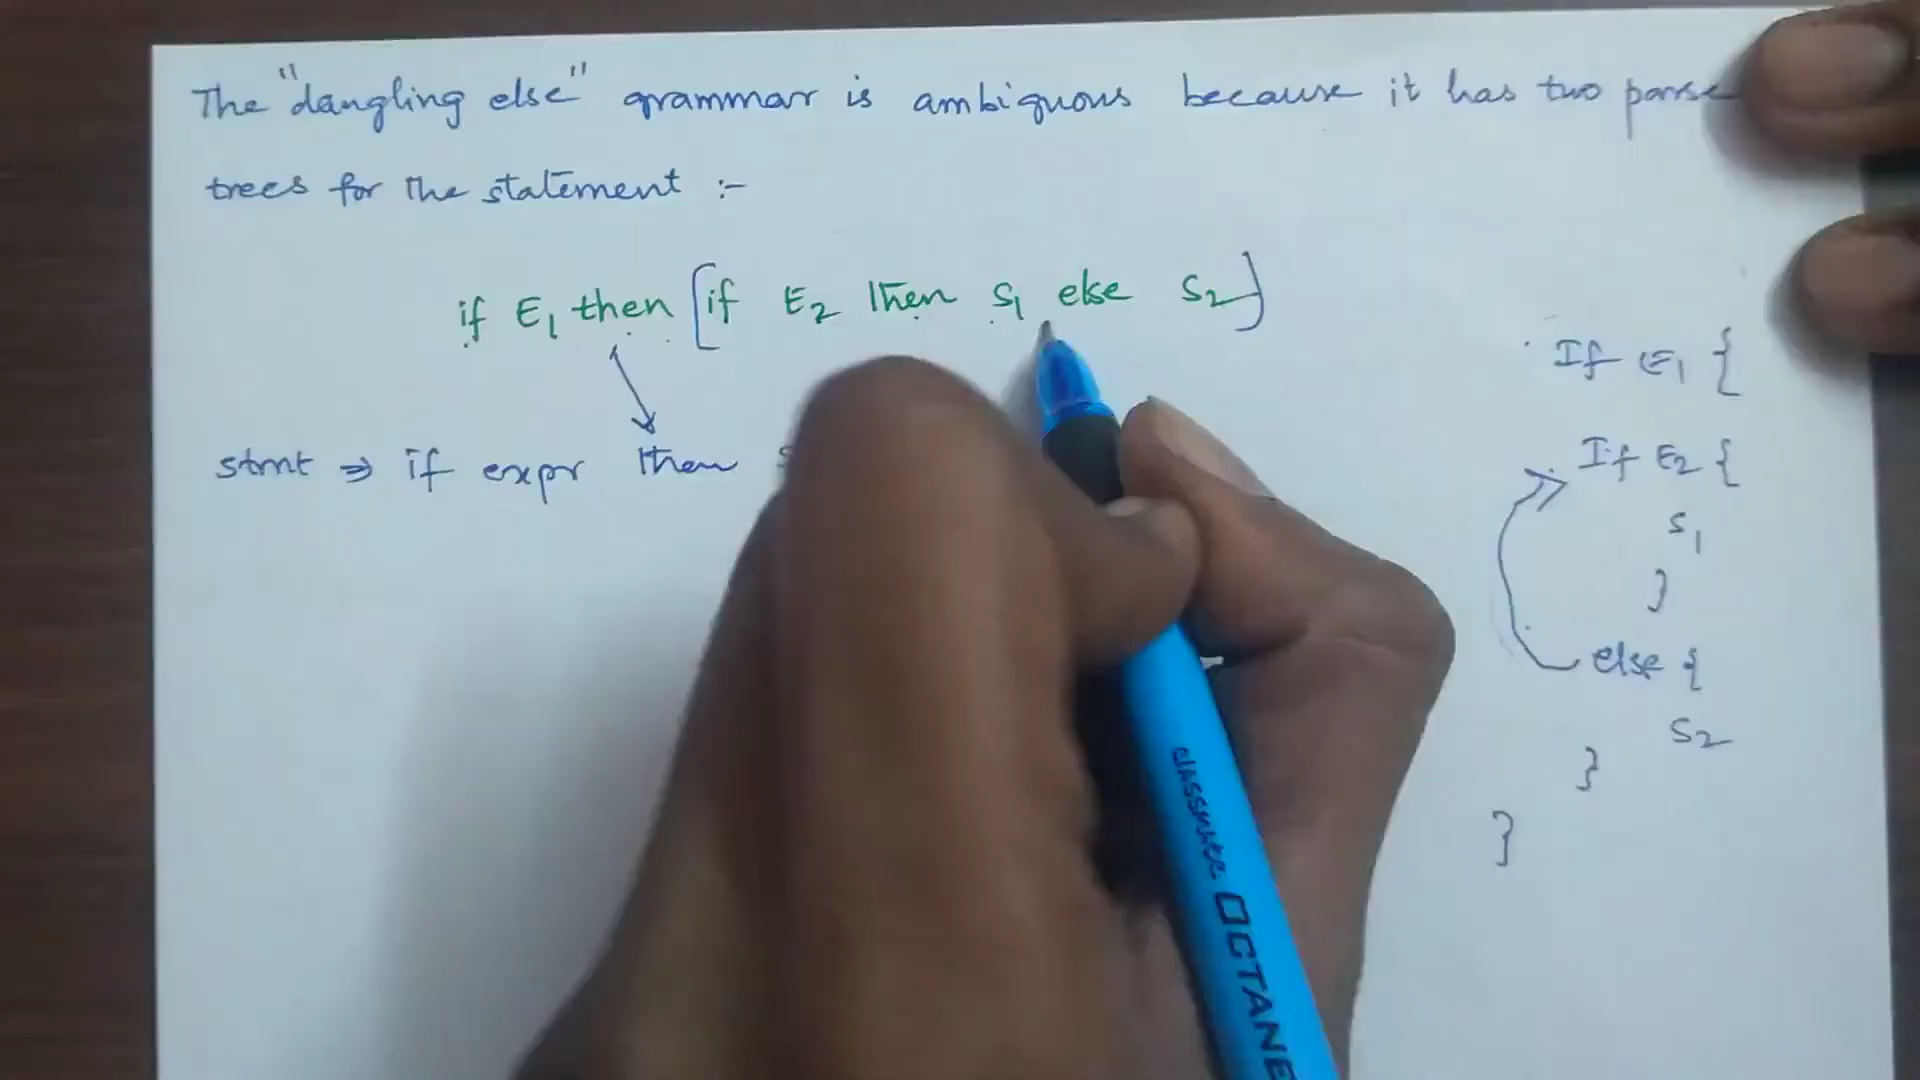 The "dangling else" grammar is ambiguous because it has two parse
trees for the statement :-
if E1 then [if E2 then S1 else S2]
stmt ⇒ if expr then
If E1 {
If E2 {
S1
}
else {
S2
}
}
classmate OCTANE